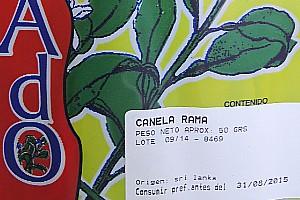 AdO
CONTENIDO
CANELA RAMA
PESO NETO APROX: 50 GRS
LOTE 09/14 - 8469
Origen: sri lanka
Consumir pref.antes del 31/08/2015